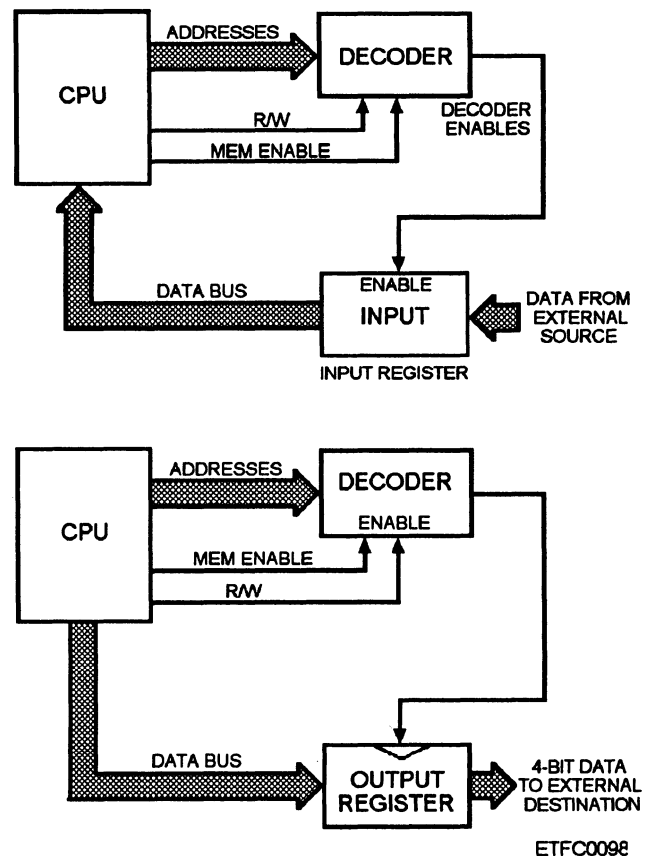 ADDRESSES
DECODER
CPU
R/W
MEM ENABLE
DECODER
ENABLES
DATA BUS
ENABLE
INPUT
DATA FROM
EXTERNAL
SOURCE
INPUT REGISTER
ADDRESSES
DECODER
ENABLE
CPU
MEM ENABLE
R/W
DATA BUS
OUTPUT
REGISTER
4-BIT DATA
TO EXTERNAL
DESTINATION
ETFC0098